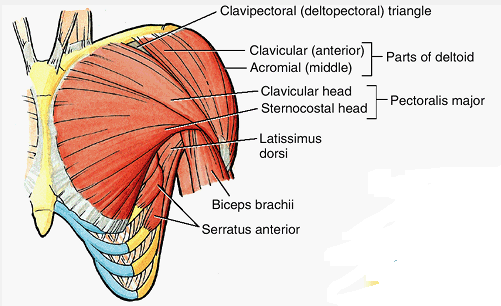 Clavipectoral (deltopectoral) triangle
Clavicular (anterior)
Acromial (middle)
Parts of deltoid
Clavicular head
Sternocostal head
Pectoralis major
Latissimus
dorsi
Biceps brachii
Serratus anterior